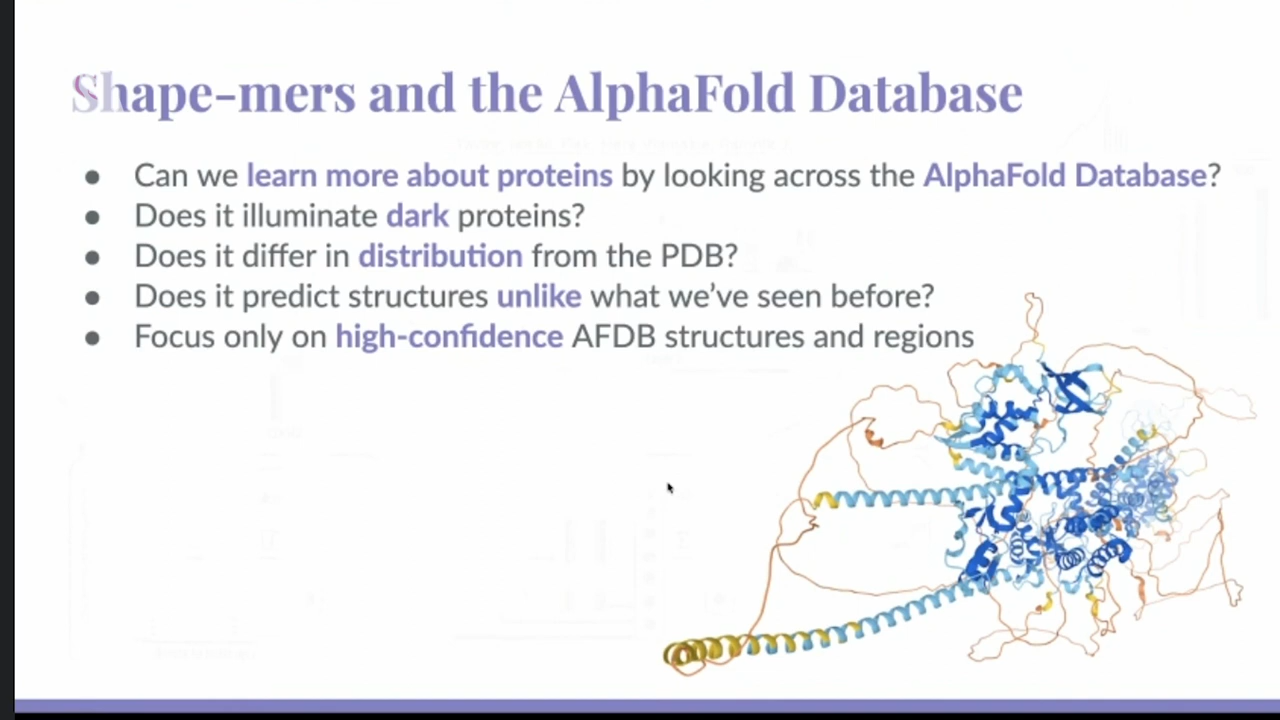 Shape-mers and the AlphaFold Database
● Can we learn more about proteins by looking across the AlphaFold Database?
● Does it illuminate dark proteins?
● Does it differ in distribution from the PDB?
● Does it predict structures unlike what we've seen before?
● Focus only on high-confidence AFDB structures and regions